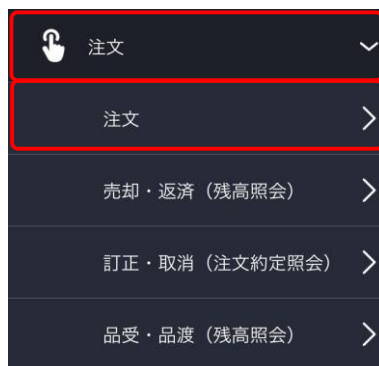 注文
注文
売却・返済（残高照会）
訂正・取消（注文約定照会）
品受・品渡（残高照会）